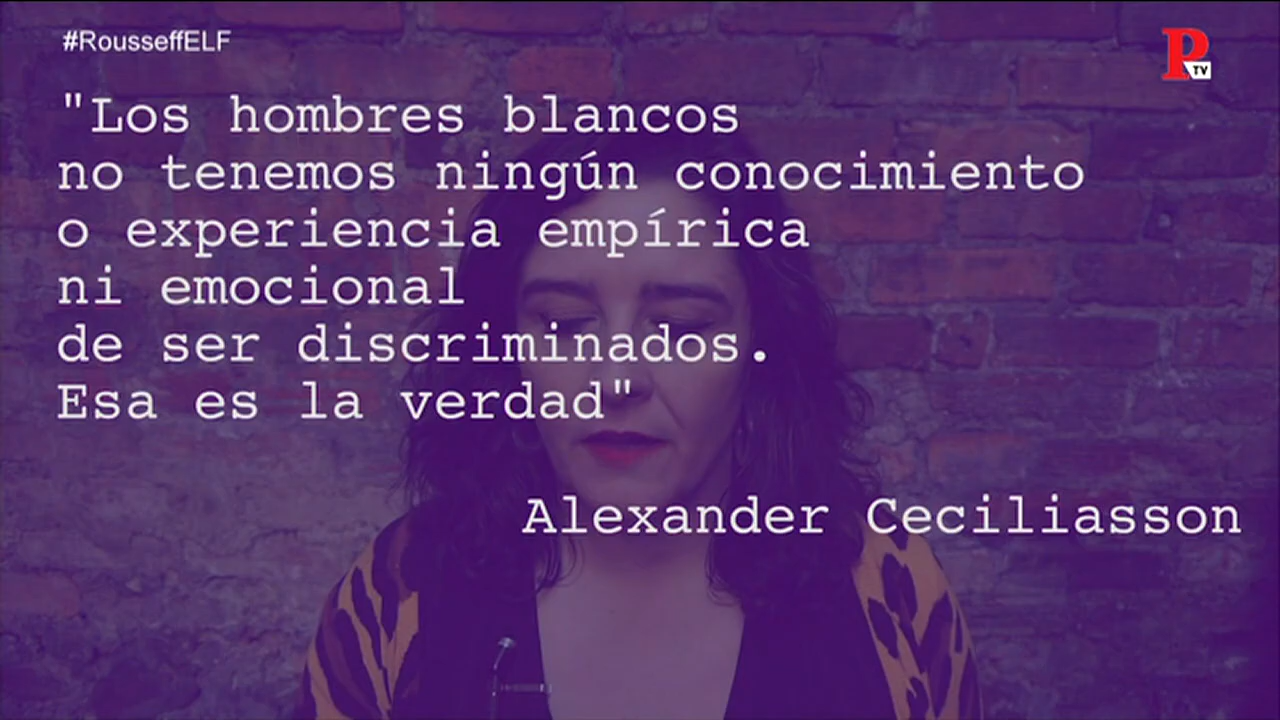 #RousseffELF
P
TV
"Los hombres blancos
no tenemos ningún conocimiento
o experiencia empírica
ni emocional
de ser discriminados.
Esa es la verdad"
Alexander Ceciliasson